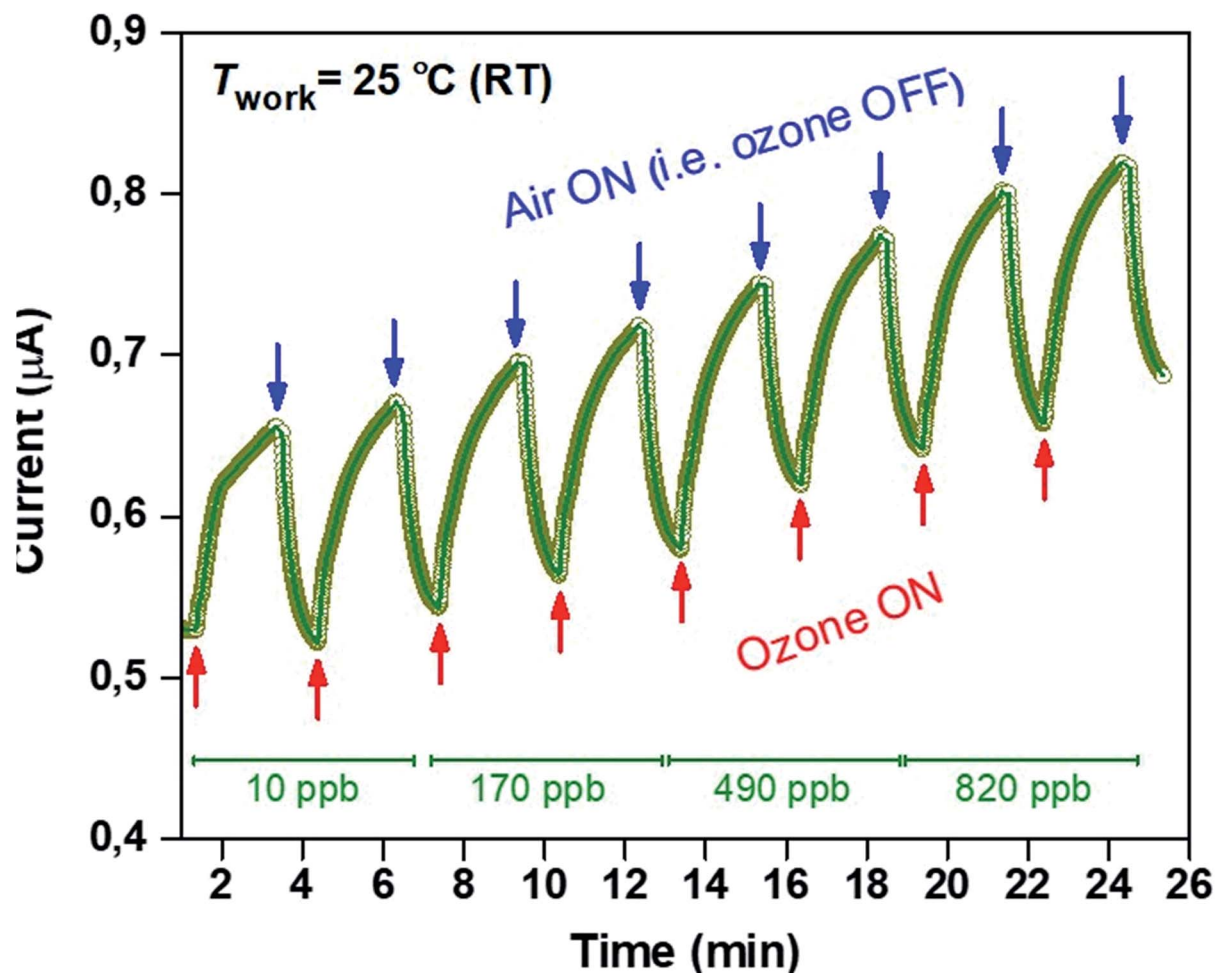 0,9
T_work = 25 °C (RT)
Air ON (i.e. ozone OFF)
0,8
0,7
0,6
0,5
0,4
Current (µA)
Ozone ON
10 ppb 170 ppb 490 ppb 820 ppb
2 4 6 8 10 12 14 16 18 20 22 24 26
Time (min)